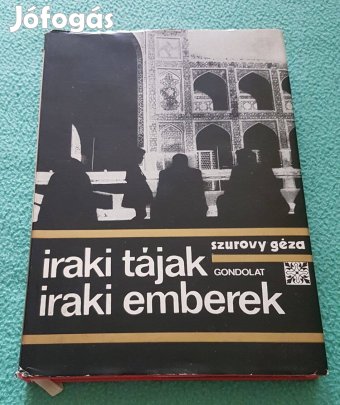 Jófogás
szurovy géza
iraki tájak
GONDOLAT
iraki emberek